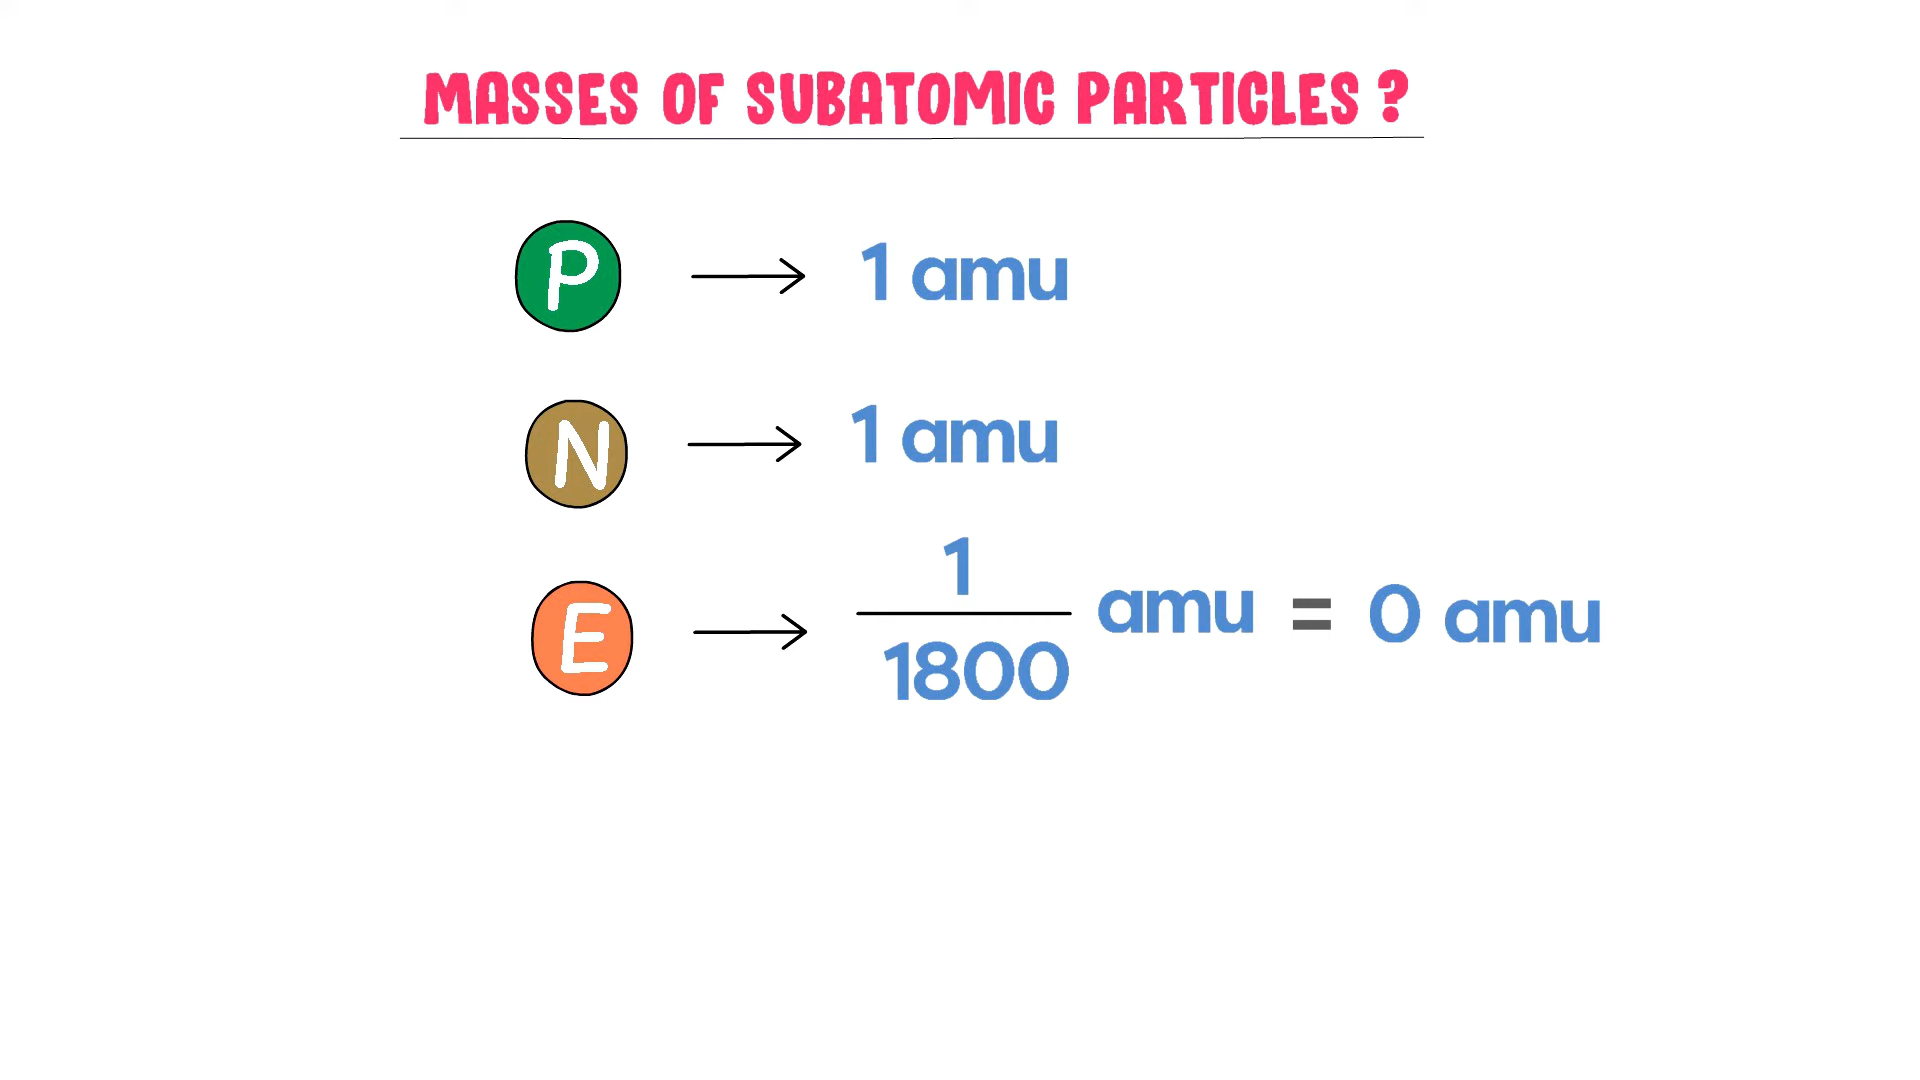 MASSES OF SUBATOMIC PARTICLES ?
P → 1 amu
N → 1 amu
E → 1/1800 amu = 0 amu